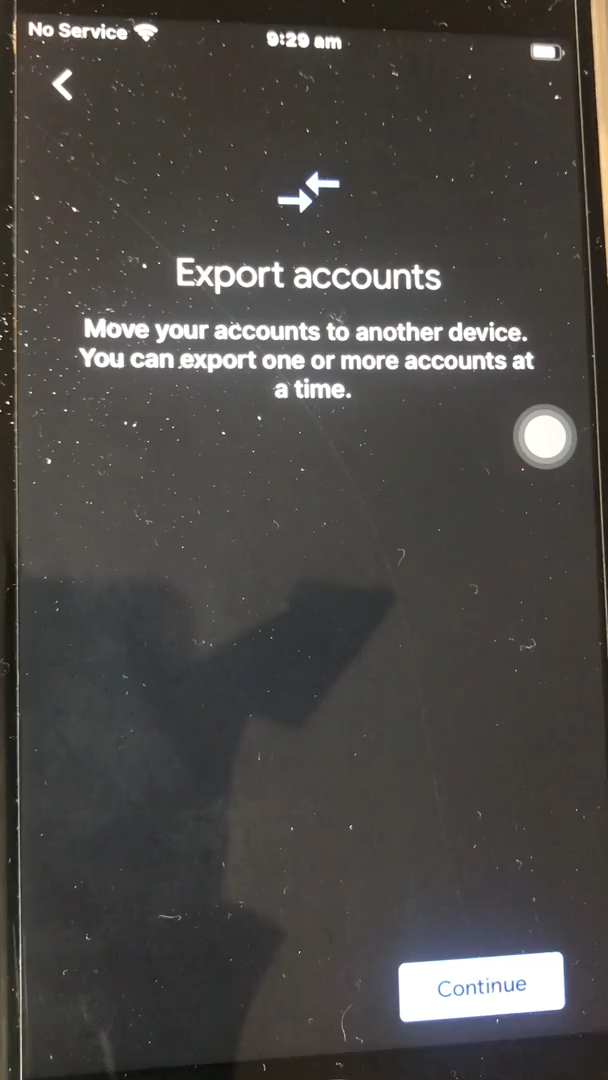 No Service
9:29 am
Export accounts
Move your accounts to another device.
You can export one or more accounts at
a time.
Continue